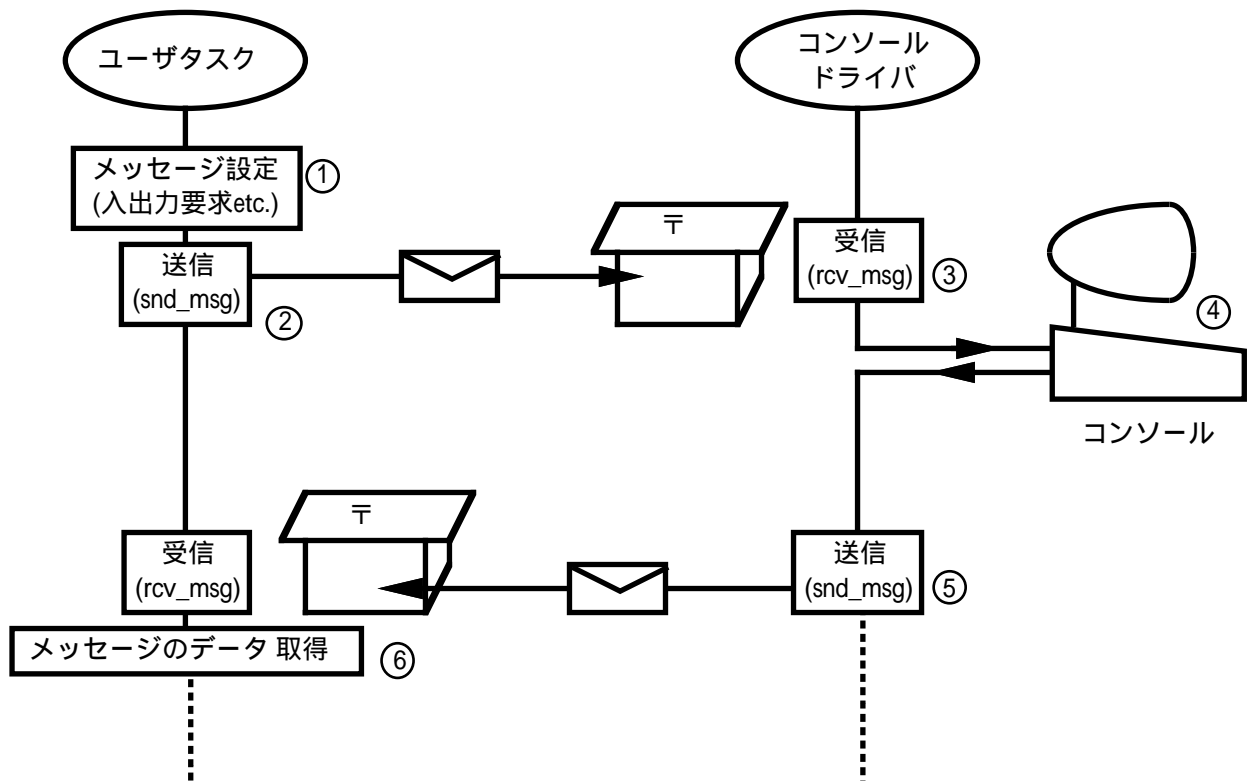 ユーザタスク
コンソール
ドライバ
メッセージ設定
(入出力要求etc.)
①
〒
送信
(snd_msg)
②
受信
(rcv_msg)
③
④
コンソール
〒
受信
(rcv_msg)
送信
(snd_msg)
⑤
メッセージのデータ 取得
⑥